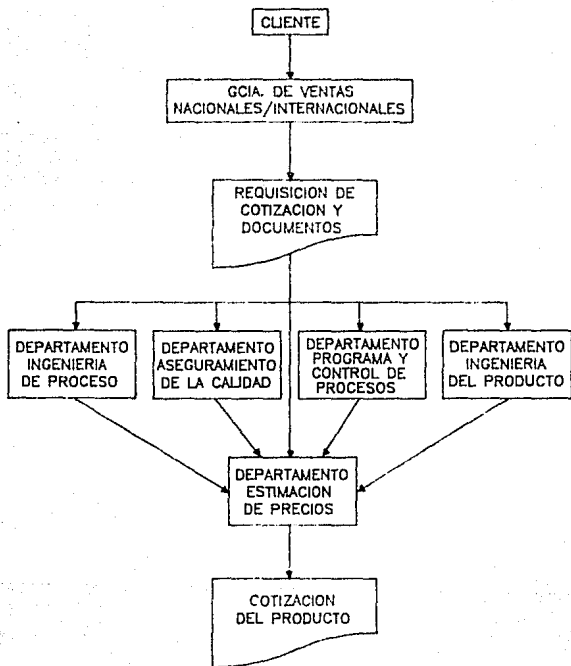 CLIENTE
GCIA. DE VENTAS
NACIONALES/INTERNACIONALES
REQUISICION DE
COTIZACION Y
DOCUMENTOS
DEPARTAMENTO
INGENIERIA
DE PROCESO
DEPARTAMENTO
ASEGURAMIENTO
DE LA CALIDAD
DEPARTAMENTO
PROGRAMA Y
CONTROL DE
PROCESOS
DEPARTAMENTO
INGENIERIA
DEL PRODUCTO
DEPARTAMENTO
ESTIMACION
DE PRECIOS
COTIZACION
DEL PRODUCTO